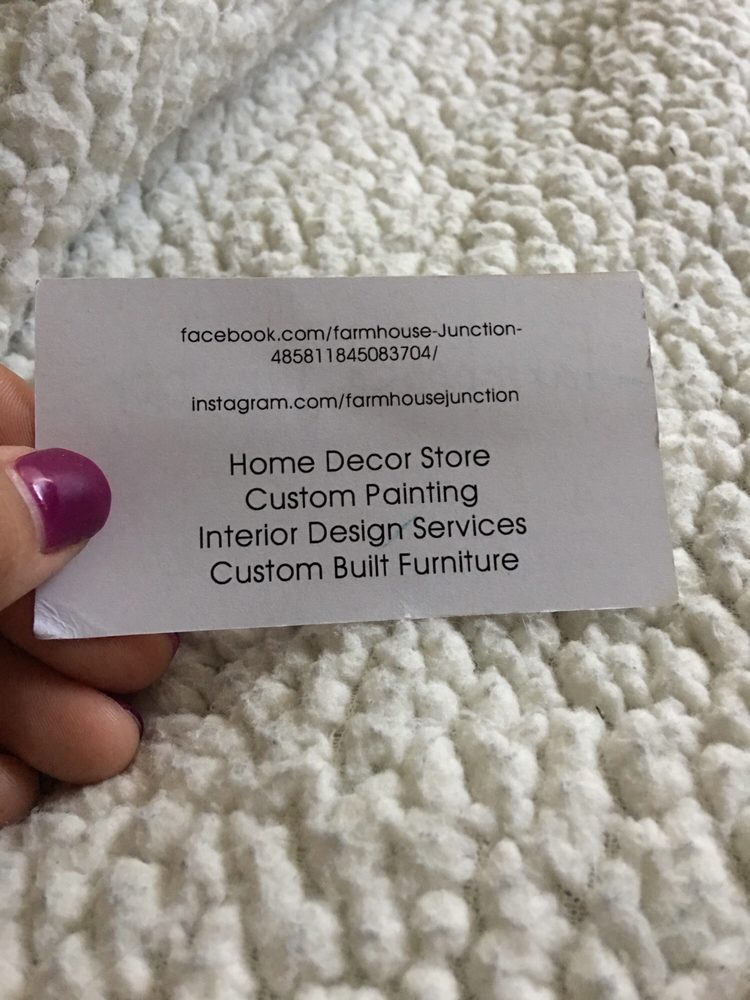 facebook.com/farmhouse-Junction-
485811845083704/
instagram.com/farmhousejunction
Home Decor Store
Custom Painting
Interior Design Services
Custom Built Furniture